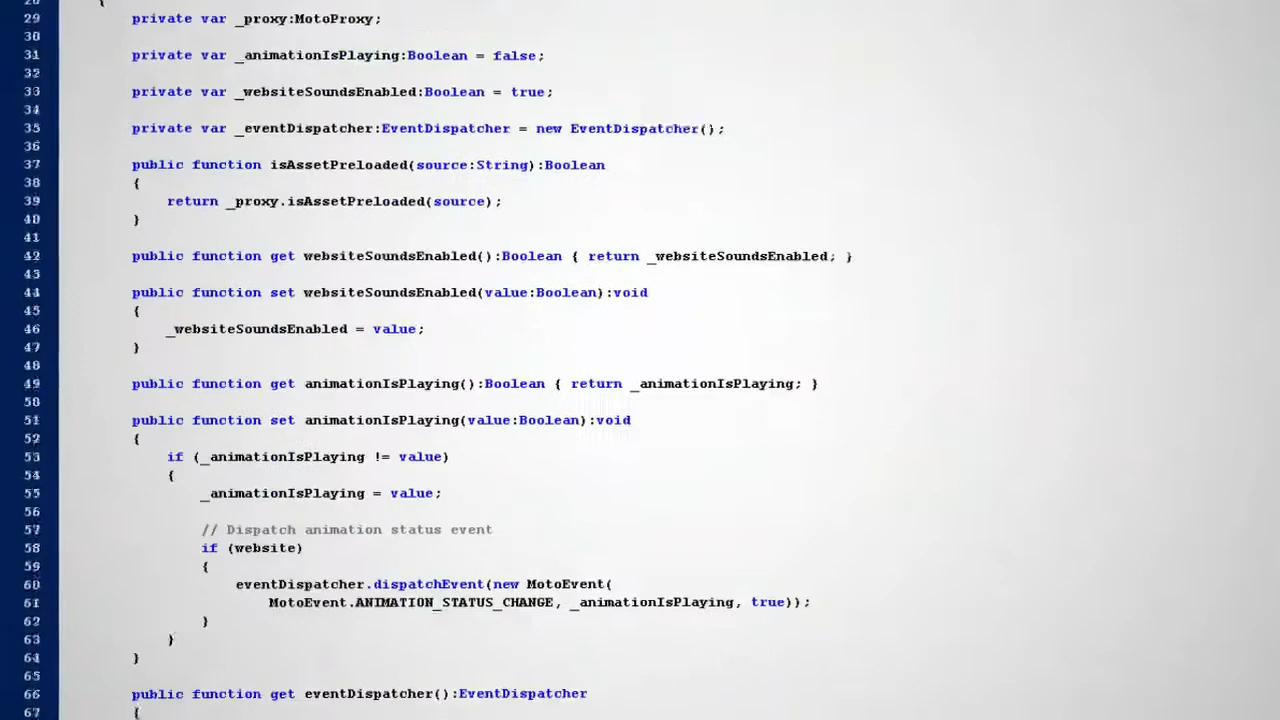 28 {
29 private var _proxy:MotoProxy;
30
31 private var _animationIsPlaying:Boolean = false;
32
33 private var _websiteSoundsEnabled:Boolean = true;
34
35 private var _eventDispatcher:EventDispatcher = new EventDispatcher();
36
37 public function isAssetPreloaded(source:String):Boolean
38 {
39 return _proxy.isAssetPreloaded(source);
40 }
41
42 public function get websiteSoundsEnabled():Boolean { return _websiteSoundsEnabled; }
43
44 public function set websiteSoundsEnabled(value:Boolean):void
45 {
46 _websiteSoundsEnabled = value;
47 }
48
49 public function get animationIsPlaying():Boolean { return _animationIsPlaying; }
50
51 public function set animationIsPlaying(value:Boolean):void
52 {
53 if (_animationIsPlaying != value)
54 {
55 _animationIsPlaying = value;
56
57 // Dispatch animation status event
58 if (website)
59 {
60 eventDispatcher.dispatchEvent(new MotoEvent(
61 MotoEvent.ANIMATION_STATUS_CHANGE, _animationIsPlaying, true));
62 }
63 }
64 }
65
66 public function get eventDispatcher():EventDispatcher
67 {